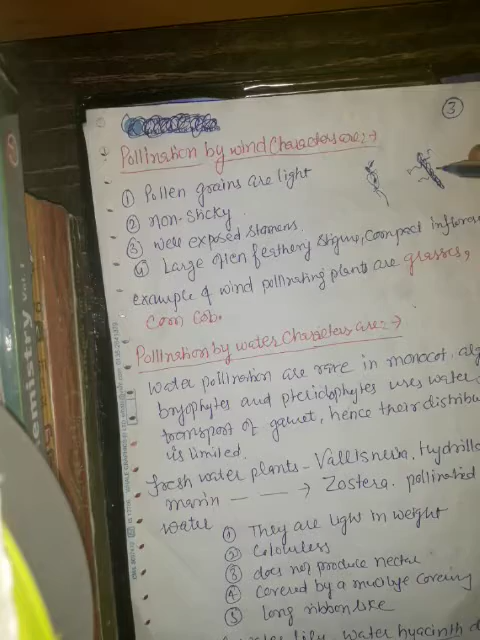 3
Pollination by wind Characters are:→
① Pollen grains are light
② non-sticky
③ well exposed stamens.
④ Large often feathery stigma, compact inflores
example of wind pollinating plants are grasses,
Corn Cob.
Pollination by water characters are:→
Water pollination are rare in monocot, alg
bryophytes and pteridophytes uses water
transport of gamet, hence their distribu
is limited.
fresh water plants - Vallisneria, Hydrilla
marin — — → Zostera. pollinated
water
① They are light in weight
② Colourless
③ does not produce nectar.
④ Covered by a mucilage covering
⑤ long ribbon like
water lily, water hyacinth
emistry Vol 1